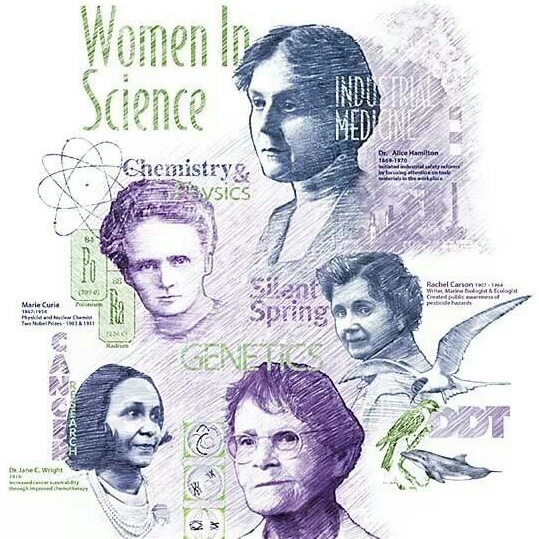 Women In
Science
INDUSTRIAL
MEDICINE
Dr. Alice Hamilton
1869-1970
Initiated industrial safety reforms
by focusing attention on toxic
materials in the workplace
Chemistry &
Physics
84
Po
Polonium
Ra
Radium
Marie Curie
1867-1934
Physicist and Nuclear Chemist
Two Nobel Prizes - 1903 & 1911
Silent
Spring
Rachel Carson 1907 - 1964
Writer, Marine Biologist & Ecologist
Created public awareness of
pesticide hazards
GENETICS
CANCER
RESEARCH
DDT
Dr. Jane C. Wright
1919-
Increased cancer survivability
through improved chemotherapy